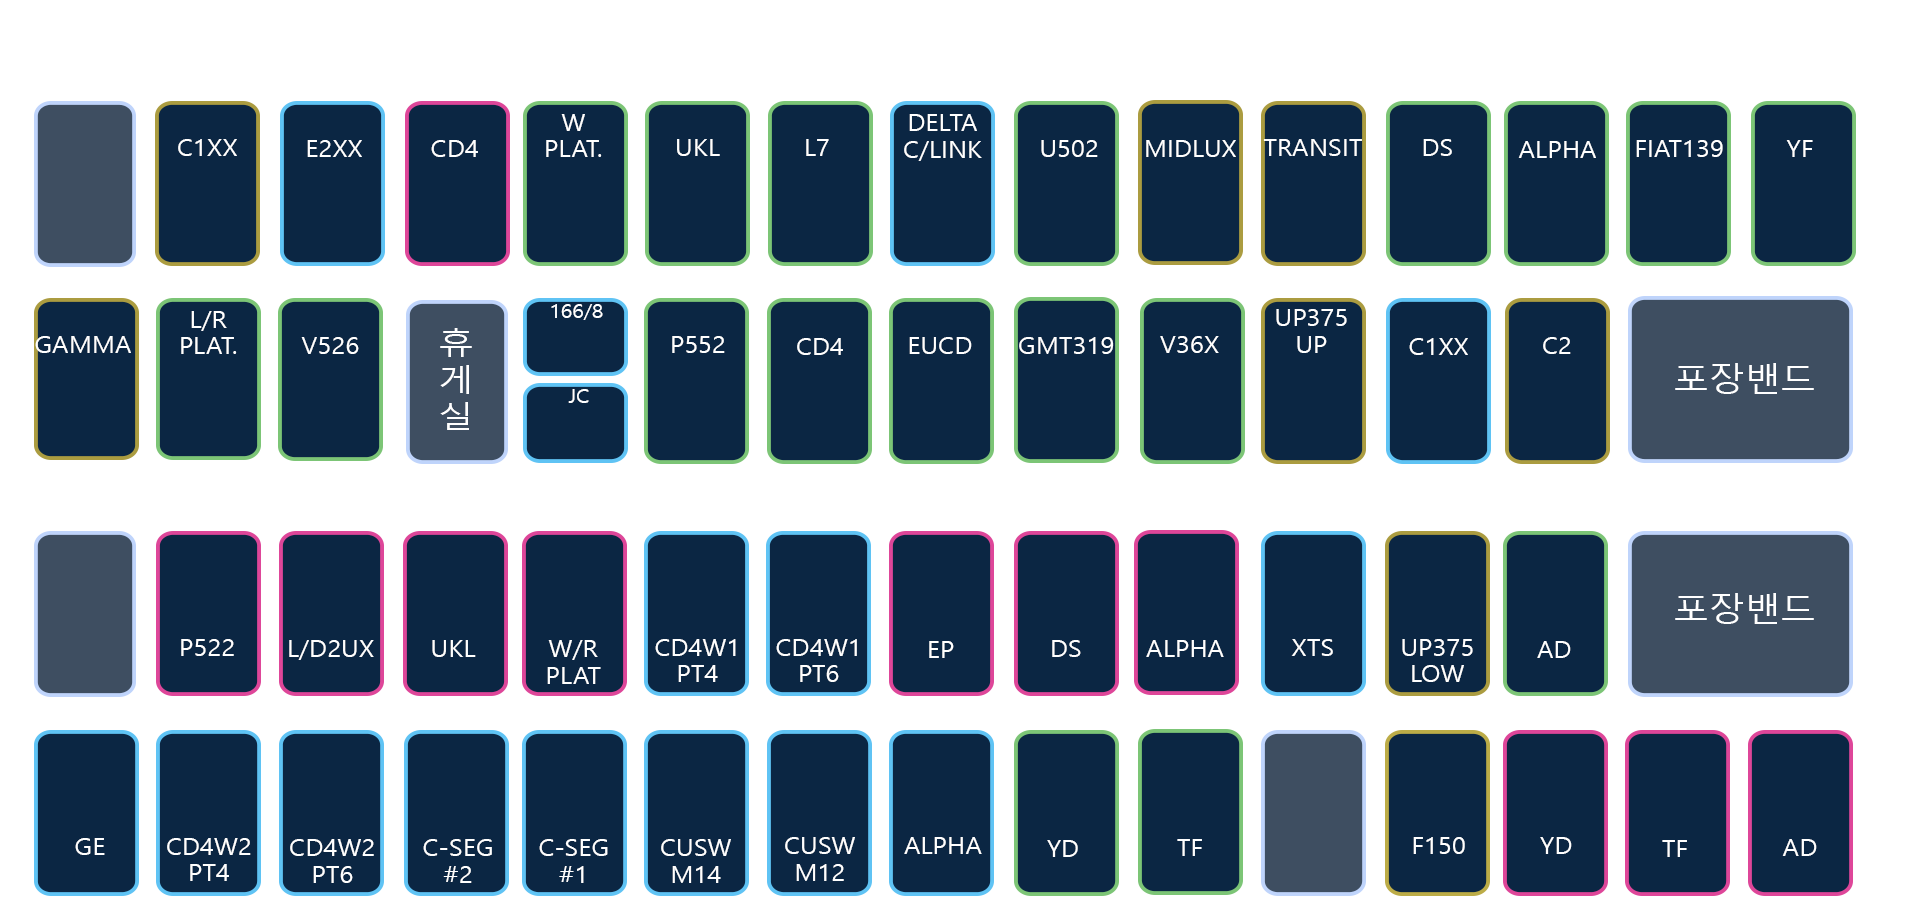 C1XX
E2XX
CD4
W
PLAT.
UKL
L7
DELTA
C/LINK
U502
MIDLUX
TRANSIT
DS
ALPHA
FIAT139
YF
GAMMA
L/R
PLAT.
V526
휴
게
실
166/8
JC
P552
CD4
EUCD
GMT319
V36X
UP375
UP
C1XX
C2
포장밴드
P522
L/D2UX
UKL
W/R
PLAT
CD4W1
PT4
CD4W1
PT6
EP
DS
ALPHA
XTS
UP375
LOW
AD
포장밴드
GE
CD4W2
PT4
CD4W2
PT6
C-SEG
#2
C-SEG
#1
CUSW
M14
CUSW
M12
ALPHA
YD
TF
F150
YD
TF
AD